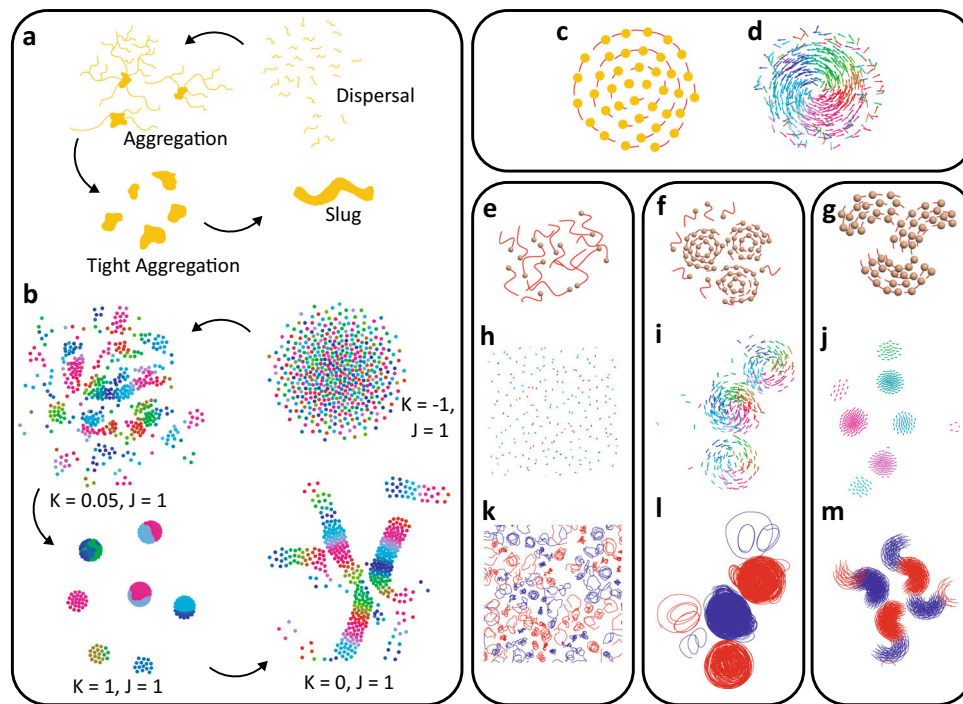 a
Dispersal
Aggregation
Slug
Tight Aggregation
b
K = -1,
J = 1
K = 0.05, J = 1
K = 1, J = 1
K = 0, J = 1
c
d
e
f
g
h
i
j
k
l
m